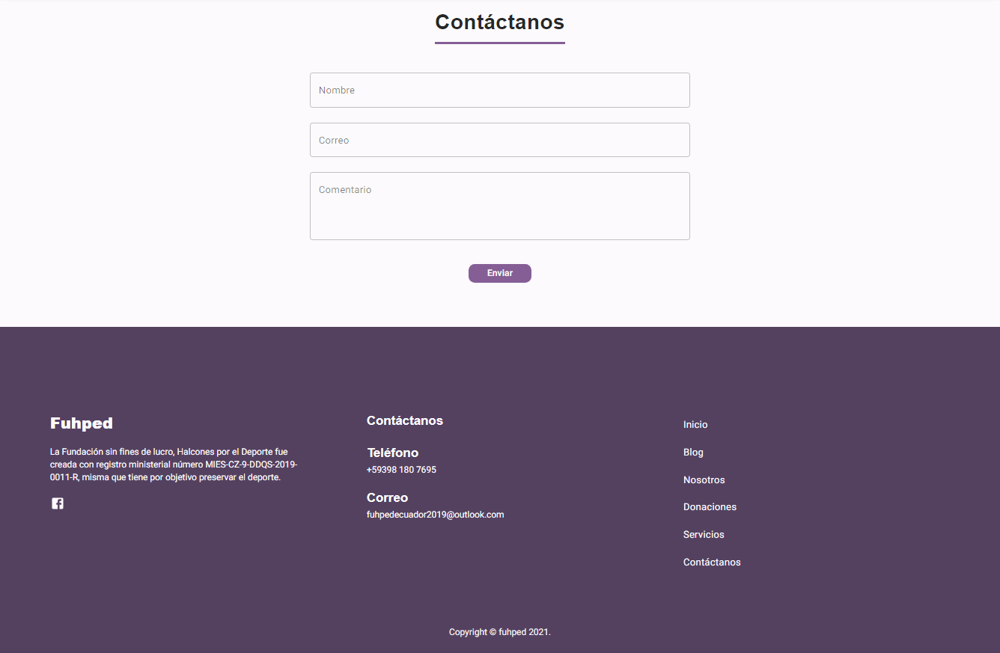 Contáctanos
Nombre
Correo
Comentario
Enviar
Fuhped
La Fundación sin fines de lucro, Halcones por el Deporte fue
creada con registro ministerial número MIES-CZ-9-DDQS-2019-
0011-R, misma que tiene por objetivo preservar el deporte.
Contáctanos
Teléfono
+59398 180 7695
Correo
fuhpedecuador2019@outlook.com
Inicio
Blog
Nosotros
Donaciones
Servicios
Contáctanos
Copyright © fuhped 2021.